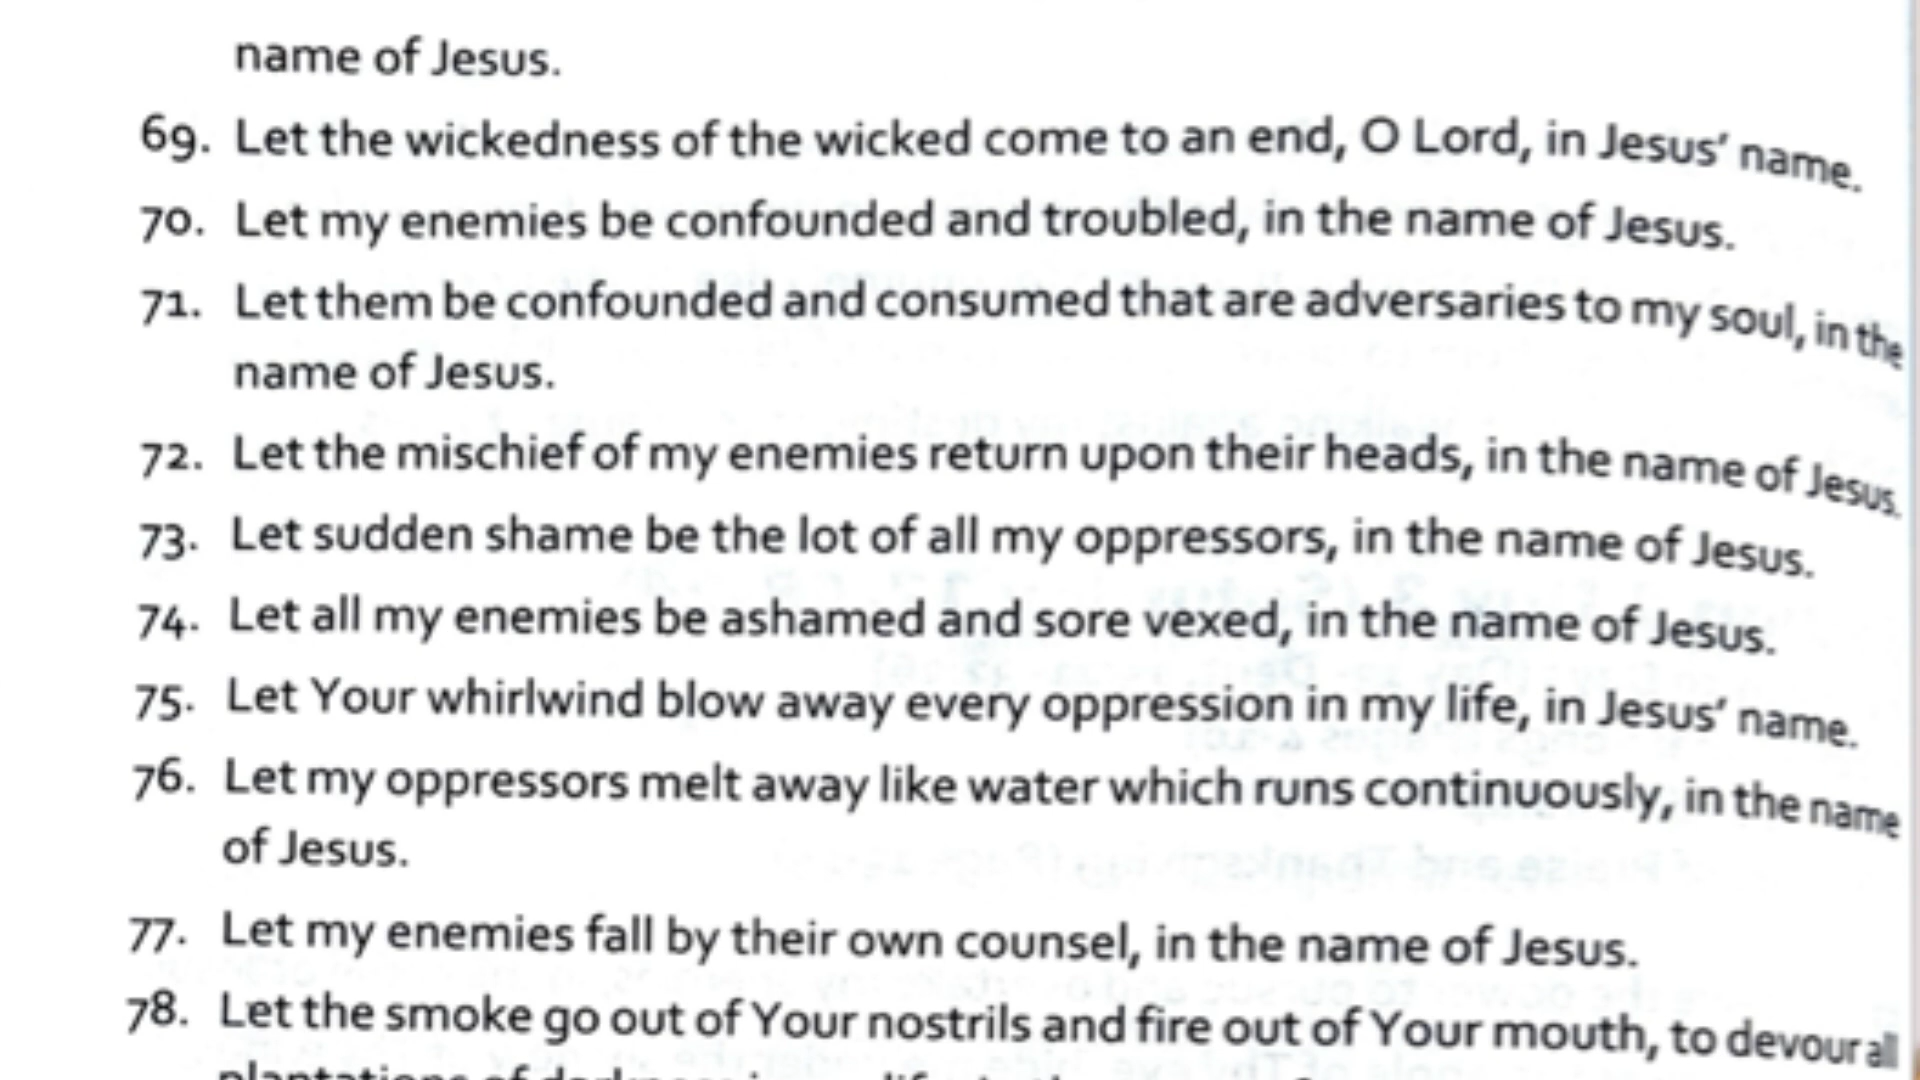 name of Jesus.
69. Let the wickedness of the wicked come to an end, O Lord, in Jesus' name.
70. Let my enemies be confounded and troubled, in the name of Jesus.
71. Let them be confounded and consumed that are adversaries to my soul, in the
name of Jesus.
72. Let the mischief of my enemies return upon their heads, in the name of Jesus.
73. Let sudden shame be the lot of all my oppressors, in the name of Jesus.
74. Let all my enemies be ashamed and sore vexed, in the name of Jesus.
75. Let Your whirlwind blow away every oppression in my life, in Jesus' name.
76. Let my oppressors melt away like water which runs continuously, in the name
of Jesus.
77. Let my enemies fall by their own counsel, in the name of Jesus.
78. Let the smoke go out of Your nostrils and fire out of Your mouth, to devour all
plantations of darkness in